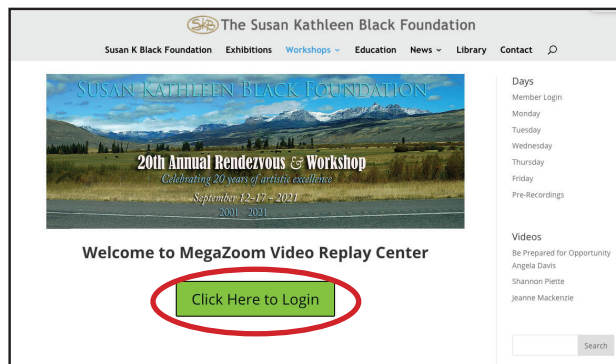 SKB The Susan Kathleen Black Foundation
Susan K Black Foundation Exhibitions Workshops Education News Library Contact
SUSAN KATHLEEN BLACK FOUNDATION
20th Annual Rendezvous & Workshop
Celebrating 20 years of artistic excellence
September 12-17 - 2021
2001 - 2021
Welcome to MegaZoom Video Replay Center
Click Here to Login
Days
Member Login
Monday
Tuesday
Wednesday
Thursday
Friday
Pre-Recordings
Videos
Be Prepared for Opportunity
Angela Davis
Shannon Piette
Jeanne Mackenzie
Search